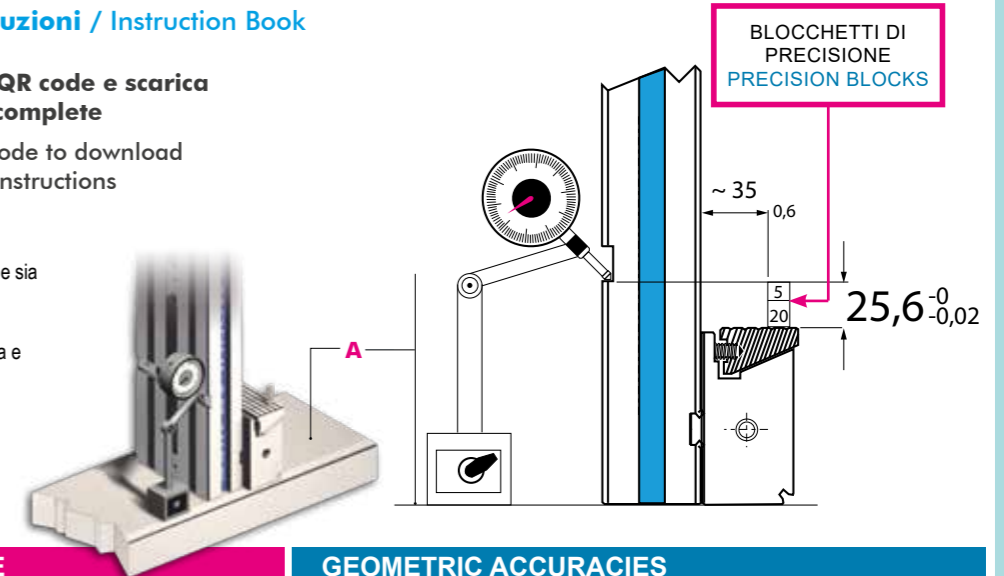 uzioni / Instruction Book
QR code e scarica
complete
ode to download
nstructions
e sia
a e
A
BLOCCHETTI DI
PRECISIONE
PRECISION BLOCKS
~ 35
0,6
5
20
25,6 -0 -0,02
E
GEOMETRIC ACCURACIES